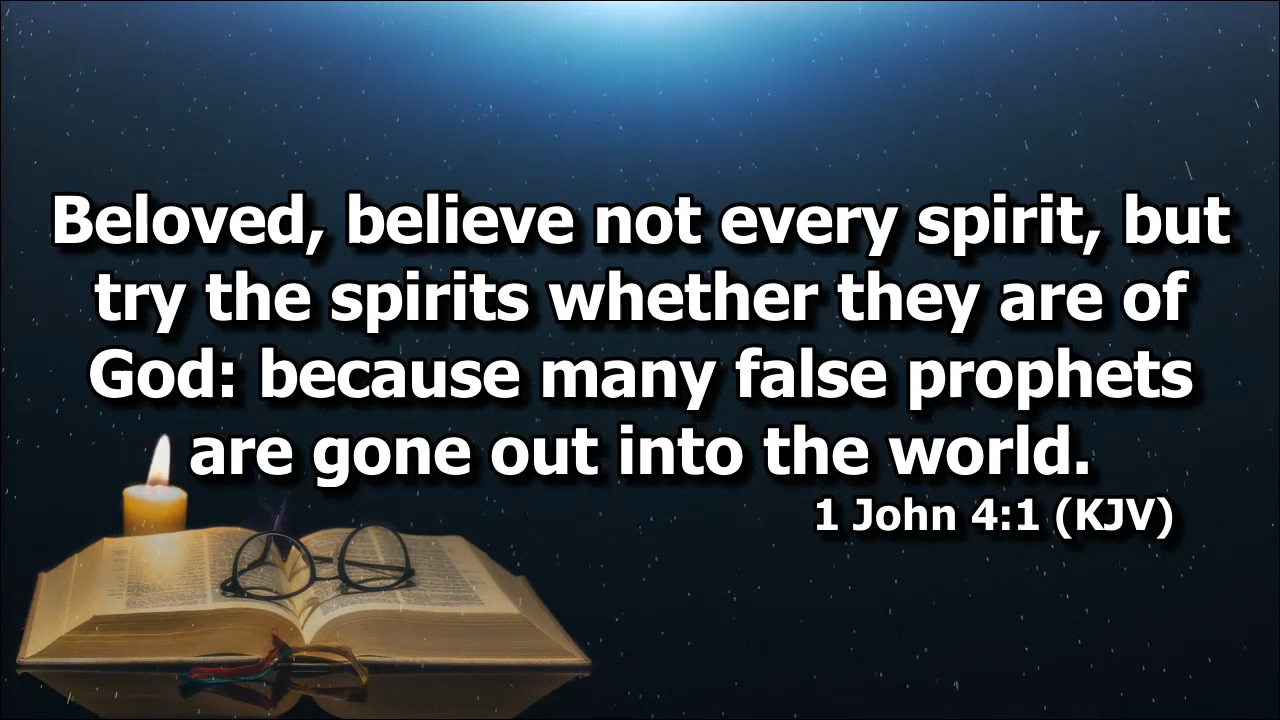 Beloved, believe not every spirit, but
try the spirits whether they are of
God: because many false prophets
are gone out into the world.
1 John 4:1 (KJV)